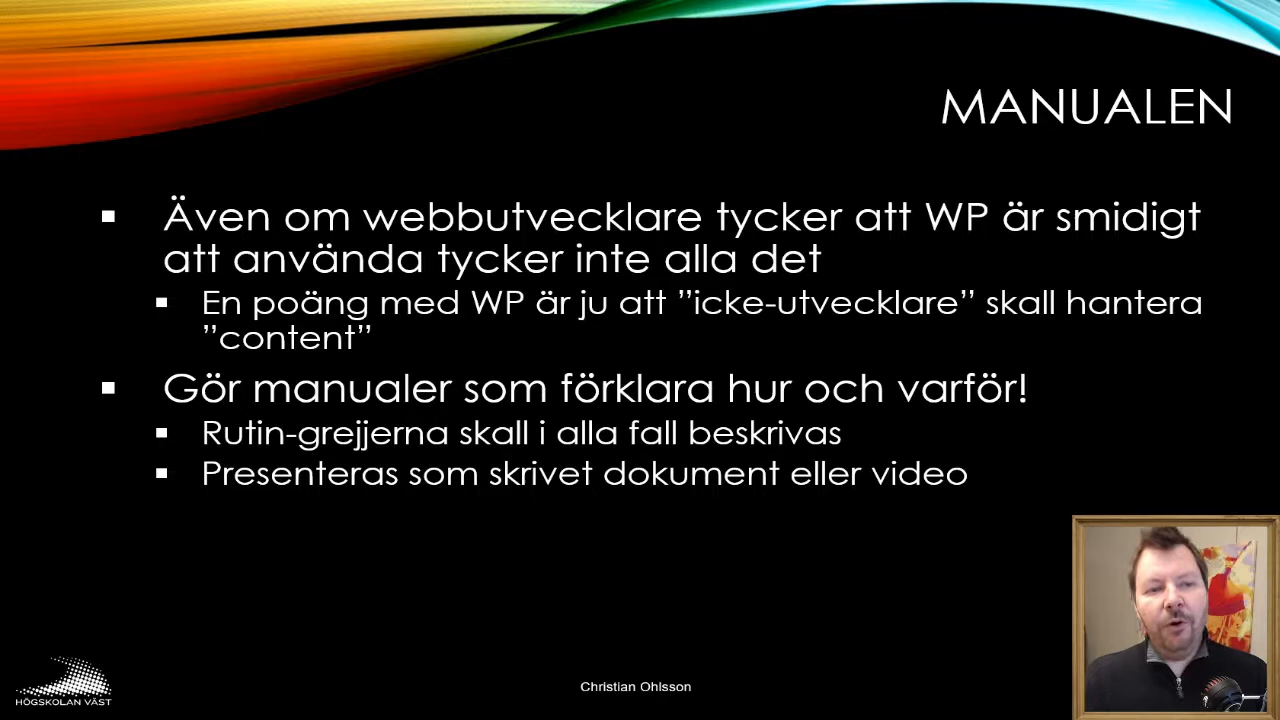 MANUALEN
Även om webbutvecklare tycker att WP är smidigt
att använda tycker inte alla det
En poäng med WP är ju att ”icke-utvecklare” skall hantera
”content”
Gör manualer som förklara hur och varför!
Rutin-grejjerna skall i alla fall beskrivas
Presenteras som skrivet dokument eller video
HÖGSKOLAN VÄST
Christian Ohlsson